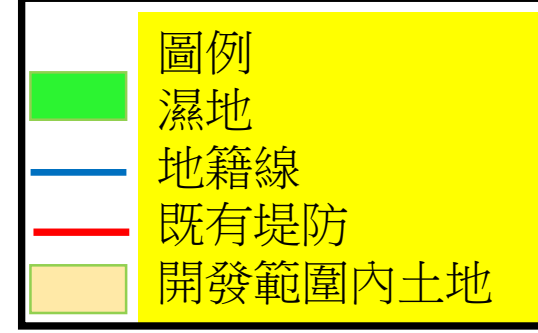 圖例
濕地
地籍線
既有堤防
開發範圍內土地